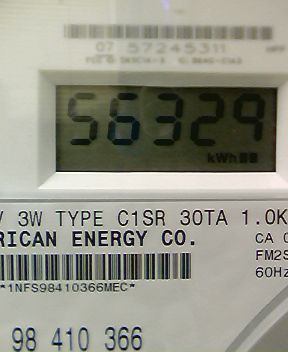 07 57245311
56329
kWh
V 3W TYPE C1SR 30TA 1.0K
RICAN ENERGY CO.
CA 0
FM2S
60Hz
*1NFS98410366MEC*
98 410 366